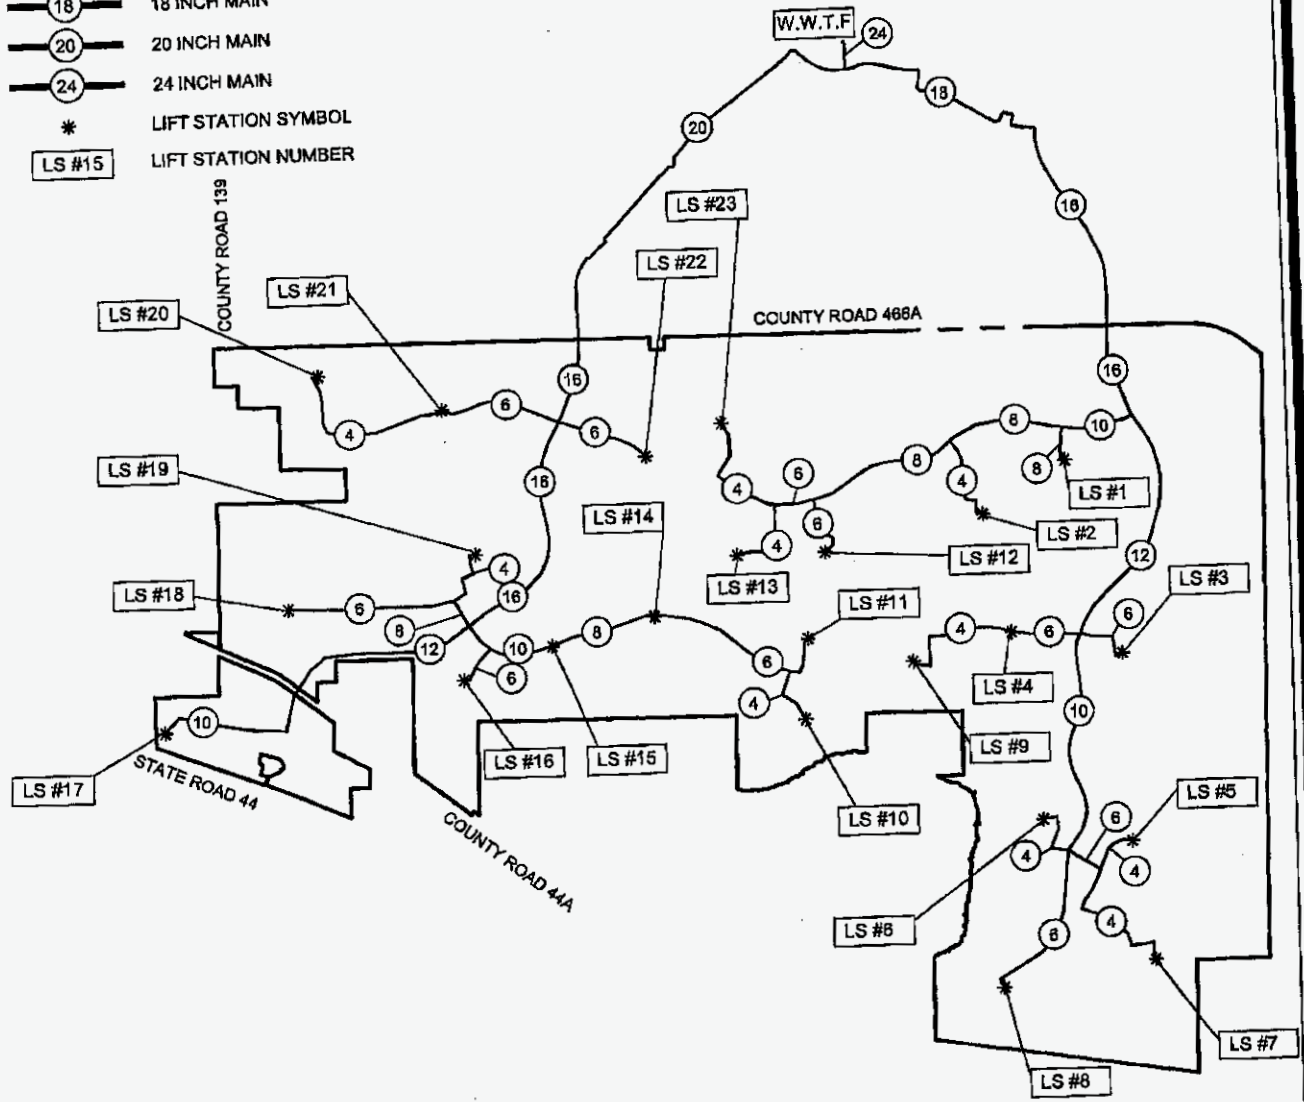 18 18 INCH MAIN
20 20 INCH MAIN
24 24 INCH MAIN
LIFT STATION SYMBOL
LS #15 LIFT STATION NUMBER
W.W.T.F
24
18
20
COUNTY ROAD 139
LS #23
18
LS #22
LS #21
LS #20
COUNTY ROAD 466A
16
16
6
4
6
8
10
LS #19
16
8
8
4
6
4
LS #1
LS #14
6
LS #2
4
LS #12
12
LS #13
LS #3
4
LS #18
16
6
8
LS #11
10
8
12
6
4
6
6
6
LS #4
4
10
10
LS #16
LS #15
LS #9
LS #17
STATE ROAD 44
LS #5
LS #10
6
COUNTY ROAD 44A
4
4
LS #6
4
6
LS #7
LS #8